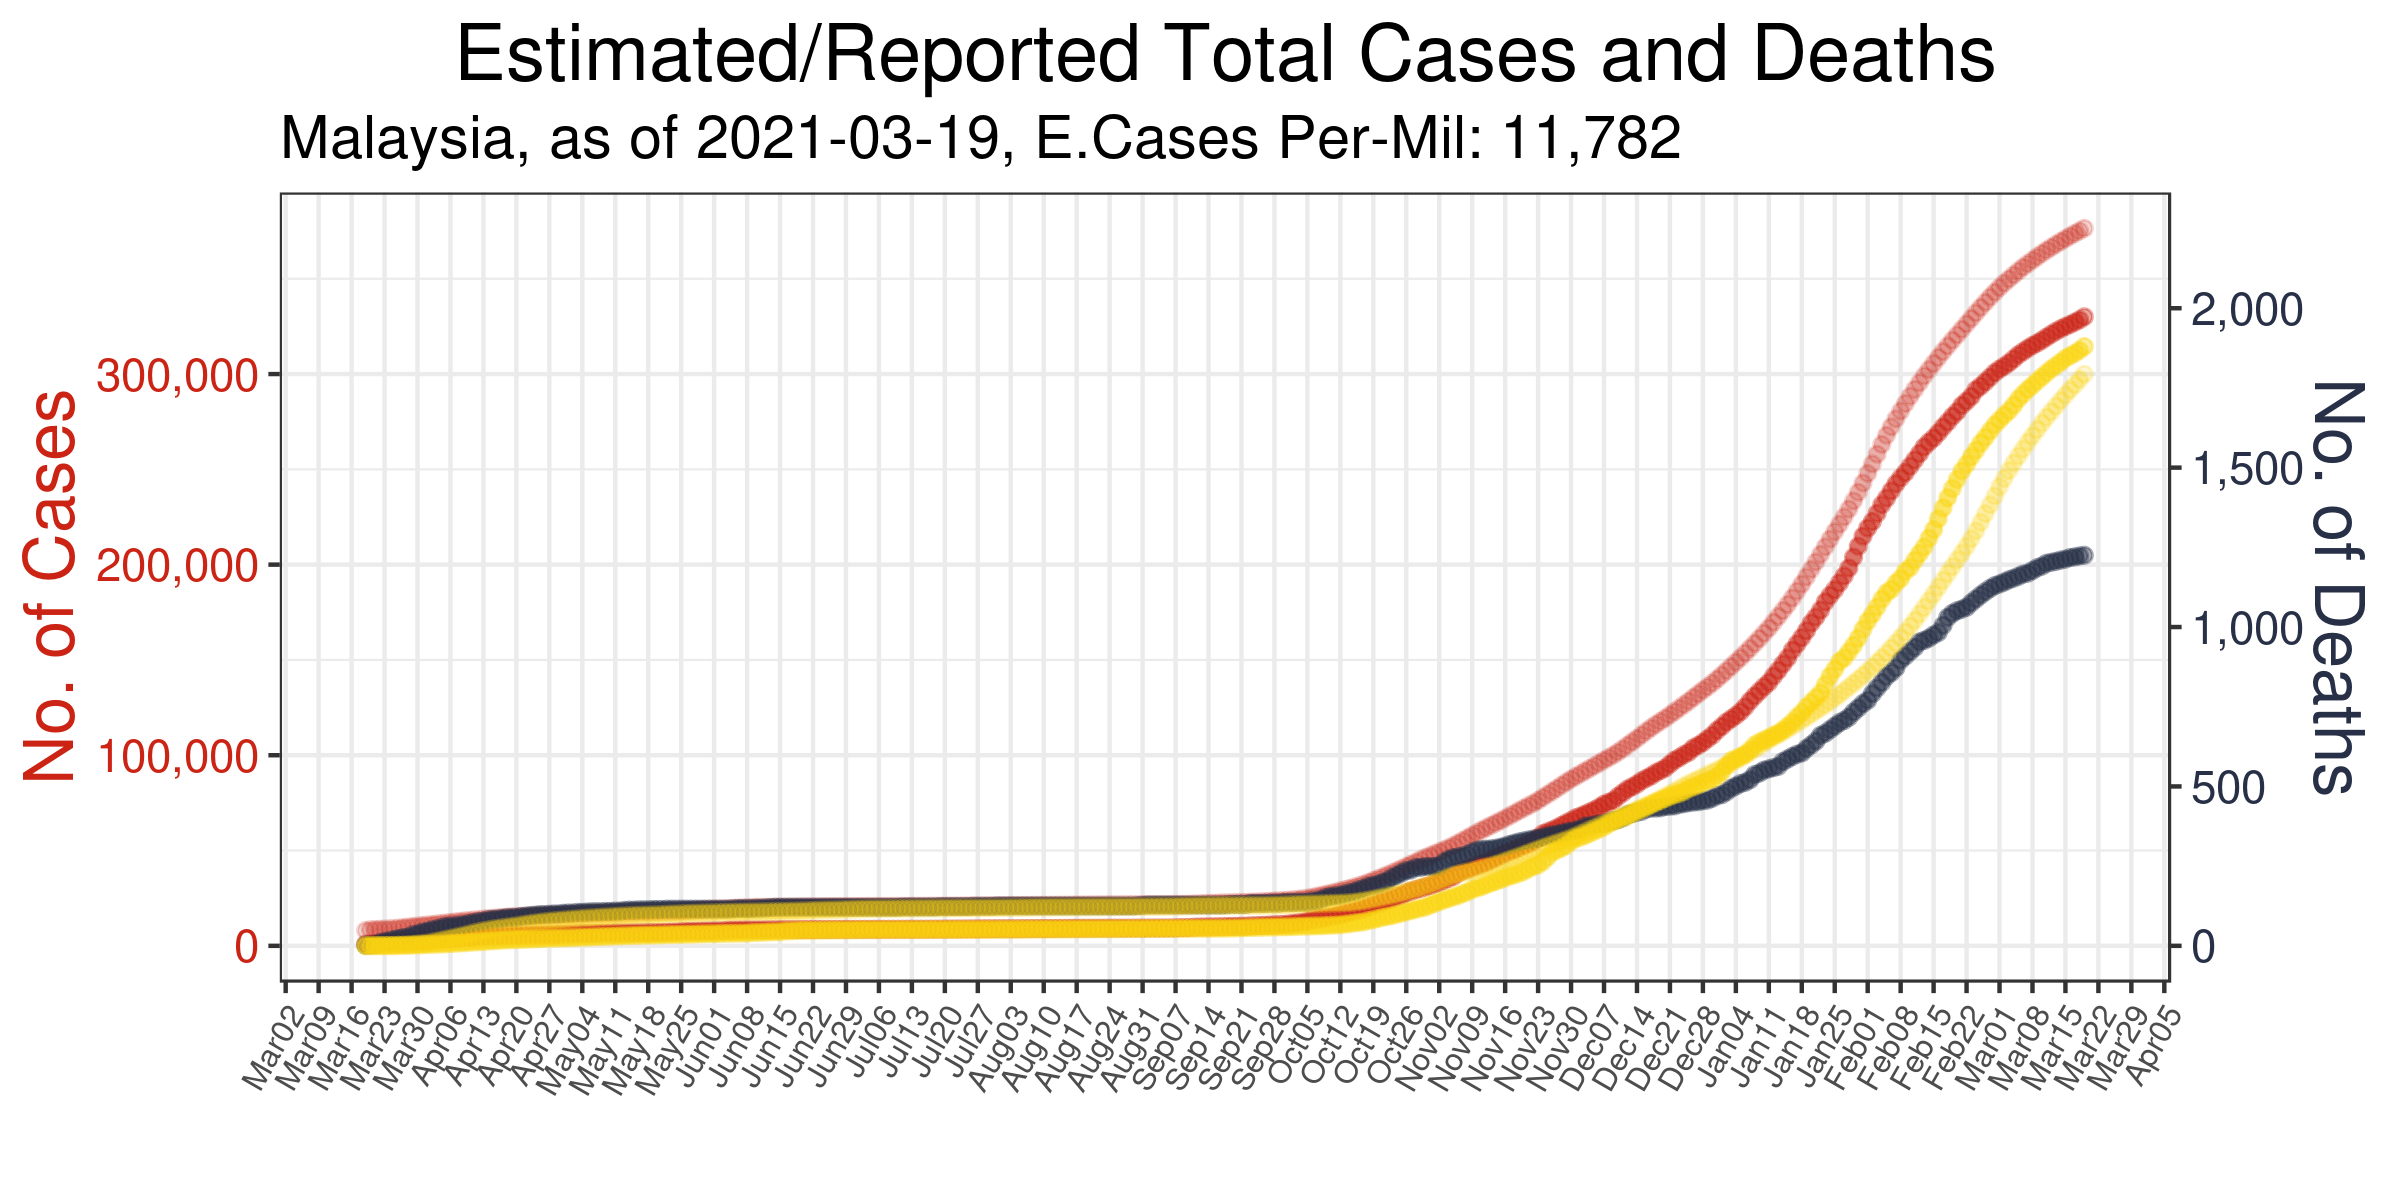 Estimated/Reported Total Cases and Deaths
Malaysia, as of 2021-03-19, E.Cases Per-Mil: 11,782
No. of Cases
300,000
200,000
100,000
0
2,000
1,500
1,000
500
0
No. of Deaths
Mar02
Mar09
Mar16
Mar23
Mar30
Apr06
Apr13
Apr20
Apr27
May04
May11
May18
May25
Jun01
Jun08
Jun15
Jun22
Jun29
Jul06
Jul13
Jul20
Jul27
Aug03
Aug10
Aug17
Aug24
Aug31
Sep07
Sep14
Sep21
Sep28
Oct05
Oct12
Oct19
Oct26
Nov02
Nov09
Nov16
Nov23
Nov30
Dec07
Dec14
Dec21
Dec28
Jan04
Jan11
Jan18
Jan25
Feb01
Feb08
Feb15
Feb22
Mar01
Mar08
Mar15
Mar22
Mar29
Apr05